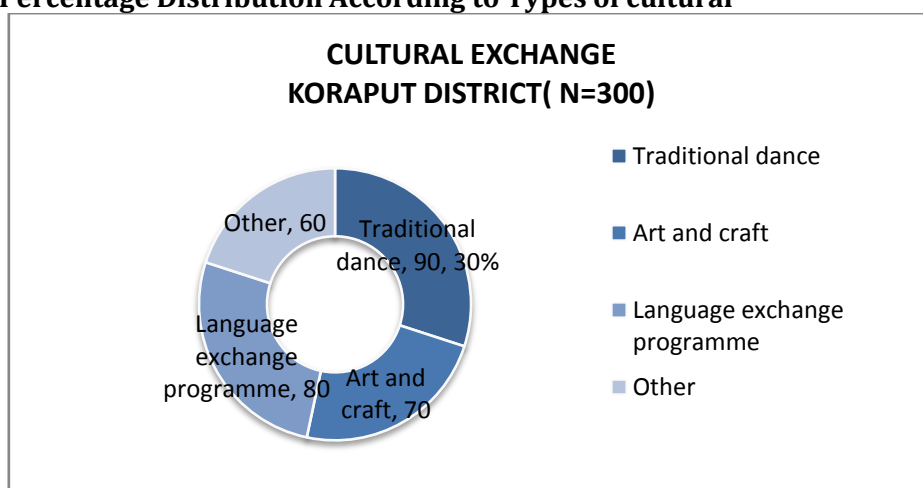 Percentage Distribution According to Types of cultural
CULTURAL EXCHANGE
KORAPUT DISTRICT( N=300)
Traditional dance
Art and craft
Language exchange
programme
Other
Other, 60
Traditional
dance, 90, 30%
Language
exchange
programme, 80
Art and
craft, 70